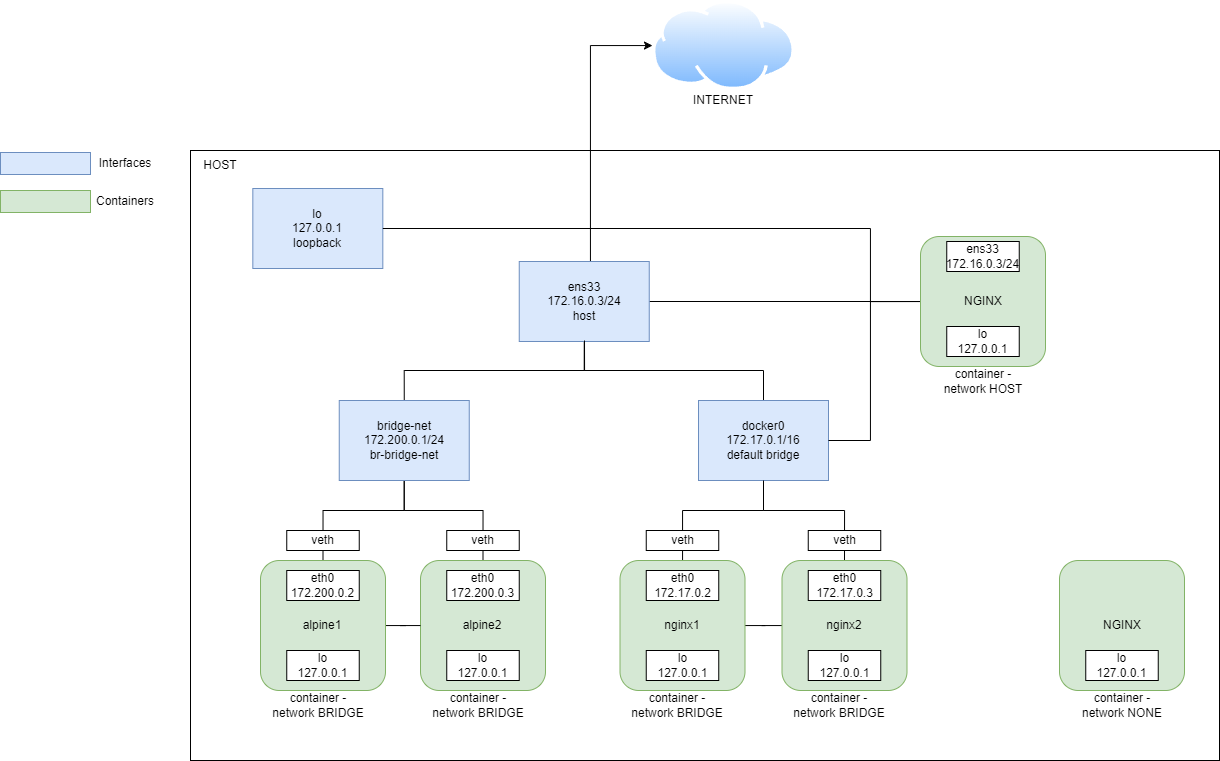 INTERNET
Interfaces
Containers
HOST
lo
127.0.0.1
loopback
ens33
172.16.0.3/24
host
ens33
172.16.0.3/24
NGINX
lo
127.0.0.1
container -
network HOST
bridge-net
172.200.0.1/24
br-bridge-net
docker0
172.17.0.1/16
default bridge
veth
eth0
172.200.0.2
alpine1
lo
127.0.0.1
container -
network BRIDGE
veth
eth0
172.200.0.3
alpine2
lo
127.0.0.1
container -
network BRIDGE
veth
eth0
172.17.0.2
nginx1
lo
127.0.0.1
container -
network BRIDGE
veth
eth0
172.17.0.3
nginx2
lo
127.0.0.1
container -
network BRIDGE
NGINX
lo
127.0.0.1
container -
network NONE